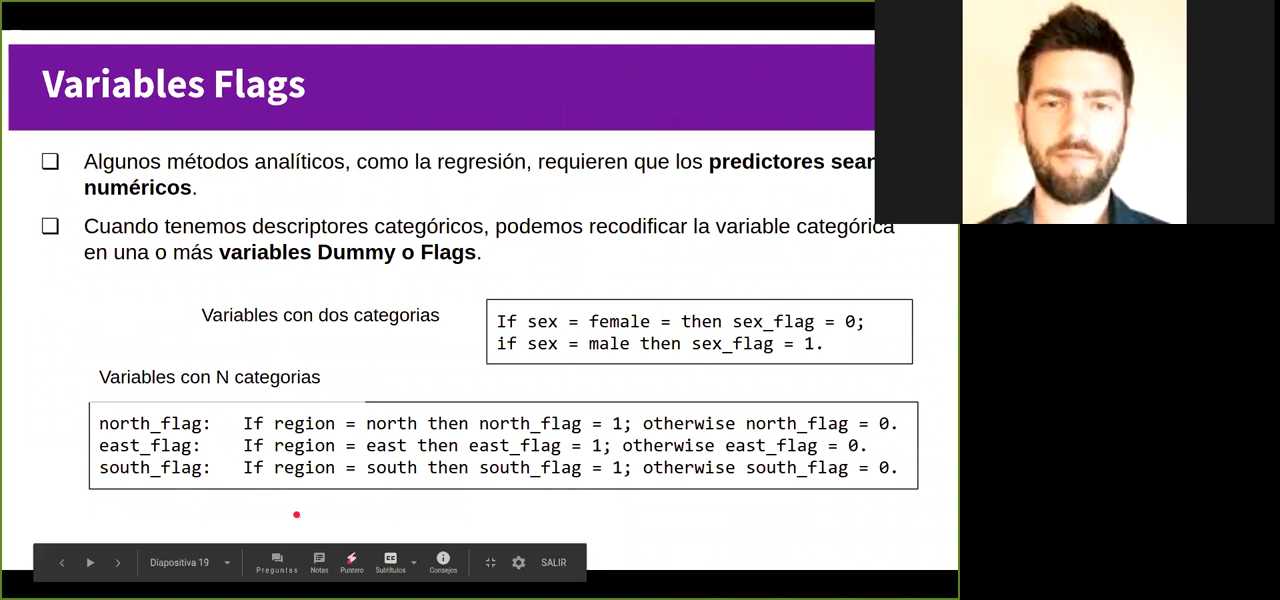 Variables Flags
❑ Algunos métodos analíticos, como la regresión, requieren que los predictores sean
numéricos.
❑ Cuando tenemos descriptores categóricos, podemos recodificar la variable categórica
en una o más variables Dummy o Flags.
Variables con dos categorias
If sex = female = then sex_flag = 0;
if sex = male then sex_flag = 1.
Variables con N categorias
north_flag: If region = north then north_flag = 1; otherwise north_flag = 0.
east_flag: If region = east then east_flag = 1; otherwise east_flag = 0.
south_flag: If region = south then south_flag = 1; otherwise south_flag = 0.
Diapositiva 19 Preguntas Notas Puntero Subtítulos Consejos SALIR